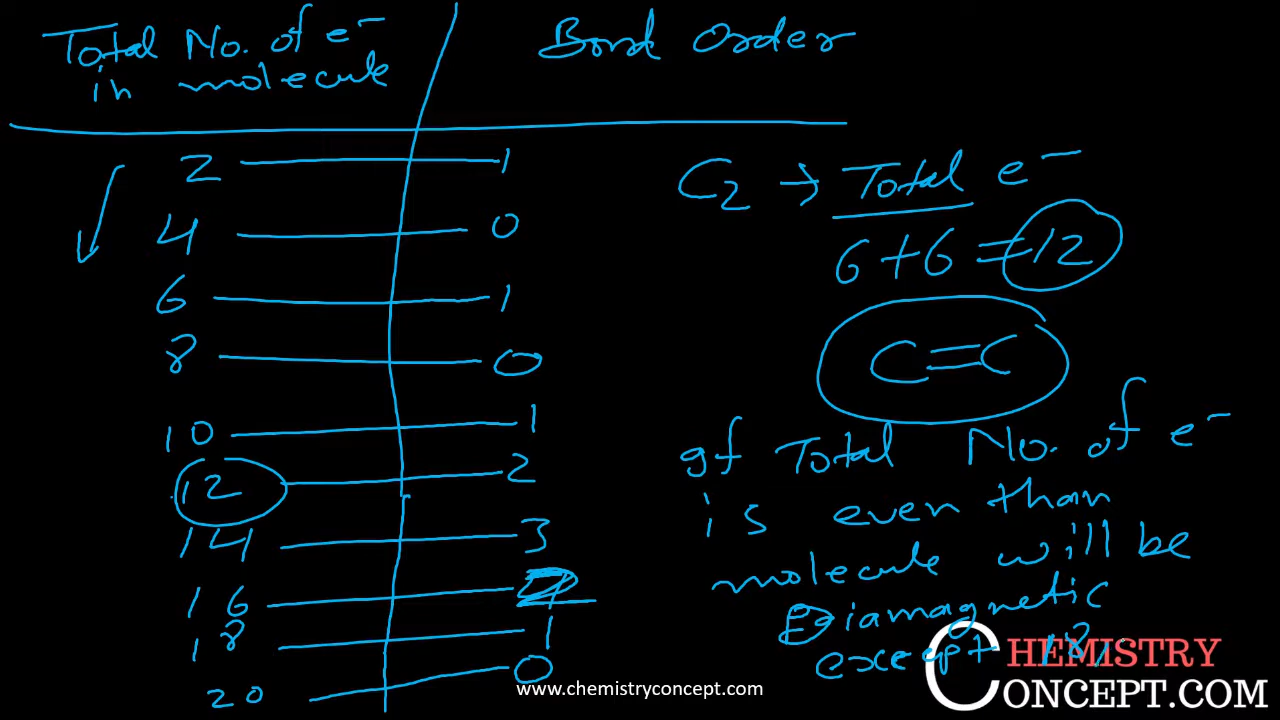 Total No. of e⁻ Bond Order
in molecule
2 1
4 0
6 1
8 0
10 1
12 2
14 3
16
18 1
20 0
C2 → Total e⁻
6+6=12
C=C
gf Total No. of e⁻
is even than
molecule will be
Diamagnetic
except
CHEMISTRY
CONCEPT.COM
www.chemistryconcept.com